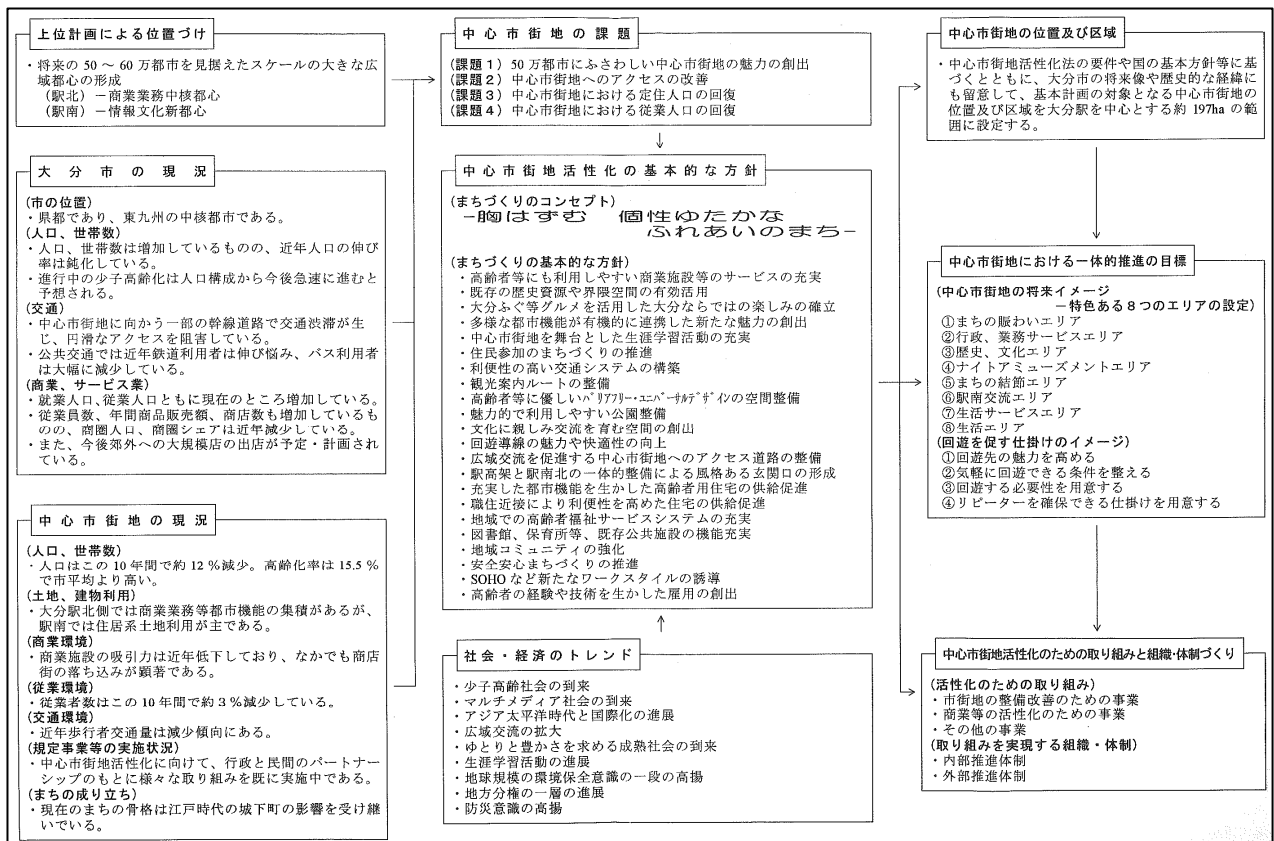 上位計画による位置づけ
・将来の 50 ～ 60 万都市を見据えたスケールの大きな広
域都心の形成
（駅北）－商業業務中核都心
（駅南）－情報文化新都心
大分市の現況
(市の位置)
・県都であり、東九州の中核都市である。
(人口、世帯数)
・人口、世帯数は増加しているものの、近年人口の伸び
率は鈍化している。
・進行中の少子高齢化は人口構成から今後急速に進むと
予想される。
(交通)
・中心市街地に向かう一部の幹線道路で交通渋滞が生
じ、円滑なアクセスを阻害している。
・公共交通では近年鉄道利用者は伸び悩み、バス利用者
は大幅に減少している。
(商業、サービス業)
・就業人口、従業人口ともに現在のところ増加している。
・従業員数、年間商品販売額、商店数も増加しているも
のの、商圏人口、商圏シェアは近年減少している。
・また、今後郊外への大規模店の出店が予定・計画され
ている。
中心市街地の現況
(人口、世帯数)
・人口はこの 10 年間で約 12 ％減少。高齢化率は 15.5 ％
で市平均より高い。
(土地、建物利用)
・大分駅北側では商業業務等都市機能の集積があるが、
駅南では住居系土地利用が主である。
(商業環境)
・商業施設の吸引力は近年低下しており、なかでも商店
街の落ち込みが顕著である。
(従業環境)
・従業者数はこの 10 年間で約 3 ％減少している。
(交通環境)
・近年歩行者交通量は減少傾向にある。
(規定事業等の実施状況)
・中心市街地活性化に向けて、行政と民間のパートナー
シップのもとに様々な取り組みを既に実施中である。
(まちの成り立ち)
・現在のまちの骨格は江戸時代の城下町の影響を受け継
いでいる。
中心市街地の課題
(課題１) 50 万都市にふさわしい中心市街地の魅力の創出
(課題２) 中心市街地へのアクセスの改善
(課題３) 中心市街地における定住人口の回復
(課題４) 中心市街地における従業人口の回復
中心市街地活性化の基本的な方針
(まちづくりのコンセプト)
－胸はずむ 個性ゆたかな
ふれあいのまち－
(まちづくりの基本的な方針)
・高齢者等にも利用しやすい商業施設等のサービスの充実
・既存の歴史資源や界隈空間の有効活用
・大分ふぐ等グルメを活用した大分ならではの楽しみの確立
・多様な都市機能が有機的に連携した新たな魅力の創出
・中心市街地を舞台とした生涯学習活動の充実
・住民参加のまちづくりの推進
・利便性の高い交通システムの構築
・観光案内ルートの整備
・高齢者等に優しいバリアフリー・ユニバーサルデザインの空間整備
・魅力的で利用しやすい公園整備
・文化に親しみ交流を育む空間の創出
・回遊導線の魅力や快適性の向上
・広域交流を促進する中心市街地へのアクセス道路の整備
・駅高架と駅南北の一体的整備による風格ある玄関口の形成
・充実した都市機能を生かした高齢者用住宅の供給促進
・職住近接により利便性を高めた住宅の供給促進
・地域での高齢者福祉サービスシステムの充実
・図書館、保育所等、既存公共施設の機能充実
・地域コミュニティの強化
・安全安心まちづくりの推進
・SOHO など新たなワークスタイルの誘導
・高齢者の経験や技術を生かした雇用の創出
社会・経済のトレンド
・少子高齢社会の到来
・マルチメディア社会の到来
・アジア太平洋時代と国際化の進展
・広域交流の拡大
・ゆとりと豊かさを求める成熟社会の到来
・生涯学習活動の進展
・地球規模の環境保全意識の一段の高揚
・地方分権の一層の進展
・防災意識の高揚
中心市街地の位置及び区域
・中心市街地活性化法の要件や国の基本方針等に基
づくとともに、大分市の将来像や歴史的な経緯に
も留意して、基本計画の対象となる中心市街地の
位置及び区域を大分駅を中心とする約 197ha の範
囲に設定する。
中心市街地における一体的推進の目標
(中心市街地の将来イメージ
－特色ある８つのエリアの設定)
①まちの賑わいエリア
②行政、業務サービスエリア
③歴史、文化エリア
④ナイトアミューズメントエリア
⑤まちの結節エリア
⑥駅南交流エリア
⑦生活サービスエリア
⑧生活エリア
(回遊を促す仕掛けのイメージ)
①回遊先の魅力を高める
②気軽に回遊できる条件を整える
③回遊する必要性を用意する
④リピーターを確保できる仕掛けを用意する
中心市街地活性化のための取り組みと組織・体制づくり
(活性化のための取り組み)
・市街地の整備改善のための事業
・商業等の活性化のための事業
・その他の事業
(取り組みを実現する組織・体制)
・内部推進体制
・外部推進体制